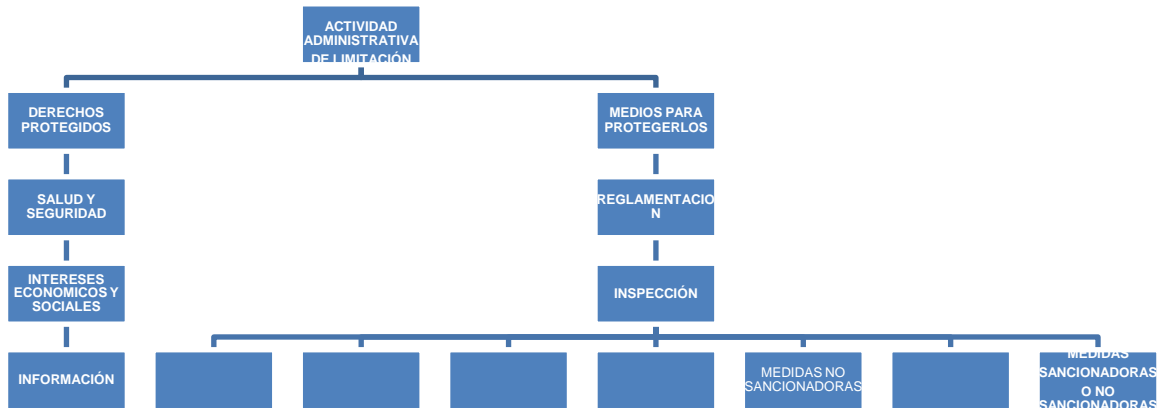 ACTIVIDAD
ADMINISTRATIVA
DE LIMITACIÓN
DERECHOS
PROTEGIDOS
MEDIOS PARA
PROTEGERLOS
SALUD Y
SEGURIDAD
REGLAMENTACIO
N
INTERESES
ECONOMICOS Y
SOCIALES
INSPECCIÓN
INFORMACIÓN
MEDIDAS NO
SANCIONADORAS
MEDIDAS
SANCIONADORAS
O NO
SANCIONADORAS